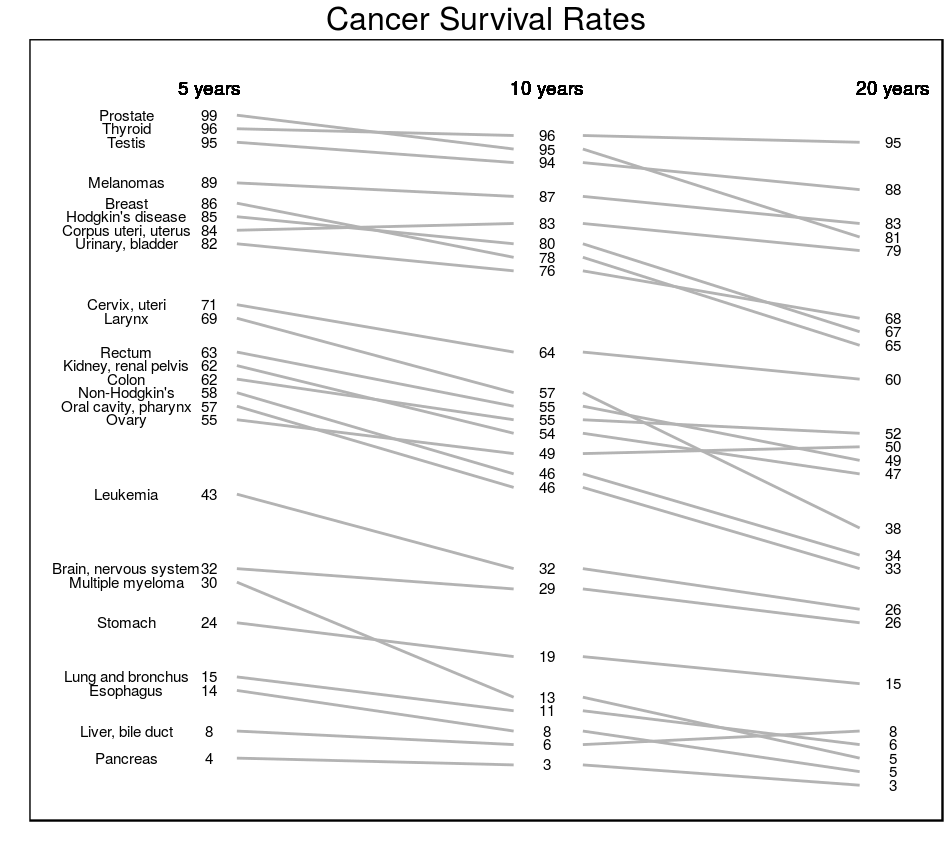 Cancer Survival Rates
5 years 10 years 20 years
Prostate 99
Thyroid 96 96
Testis 95 95 95
94
Melanomas 89 88
87
Breast 86
Hodgkin's disease 85
Corpus uteri, uterus 84 83 83
Urinary, bladder 82 81
80 79
78
76
Cervix, uteri 71
Larynx 69 68
67
65
Rectum 63 64
Kidney, renal pelvis 62
Colon 62 60
Non-Hodgkin's 58 57
Oral cavity, pharynx 57 55
Ovary 55 55
54 52
50
49 49
46 47
46
Leukemia 43
38
34
Brain, nervous system 32 32 33
Multiple myeloma 30 29
26
Stomach 24 26
19
Lung and bronchus 15 15
Esophagus 14 13
11
Liver, bile duct 8 8 8
6 6
Pancreas 4 3 5
5
3